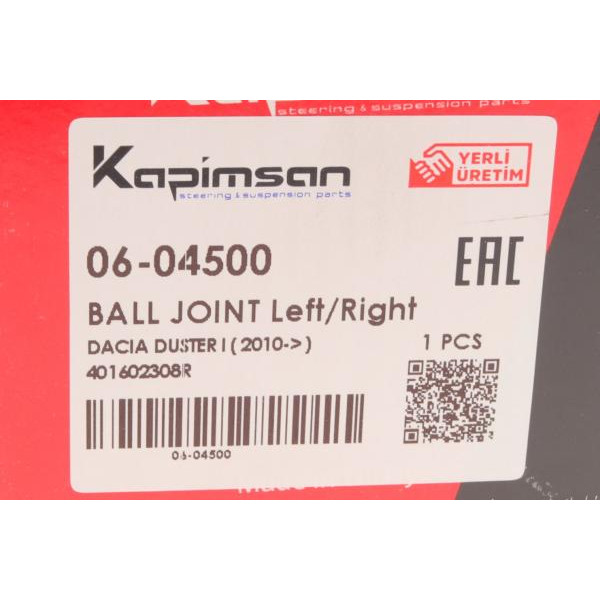 steering & suspension parts
Kapimsan
steering & suspension parts
YERLİ
ÜRETİM
06-04500
EAC
BALL JOINT Left/Right
DACIA DUSTER I ( 2010-> )
1 PCS
401602308R
06-04500